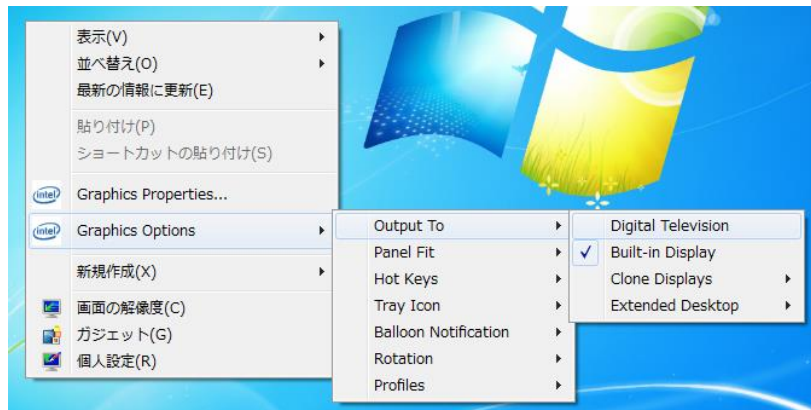 表示(V)
並べ替え(O)
最新の情報に更新(E)
貼り付け(P)
ショートカットの貼り付け(S)
intel
Graphics Properties...
intel
Graphics Options
新規作成(X)
画面の解像度(C)
ガジェット(G)
個人設定(R)
Output To
Panel Fit
Hot Keys
Tray Icon
Balloon Notification
Rotation
Profiles
Digital Television
Built-in Display
Clone Displays
Extended Desktop